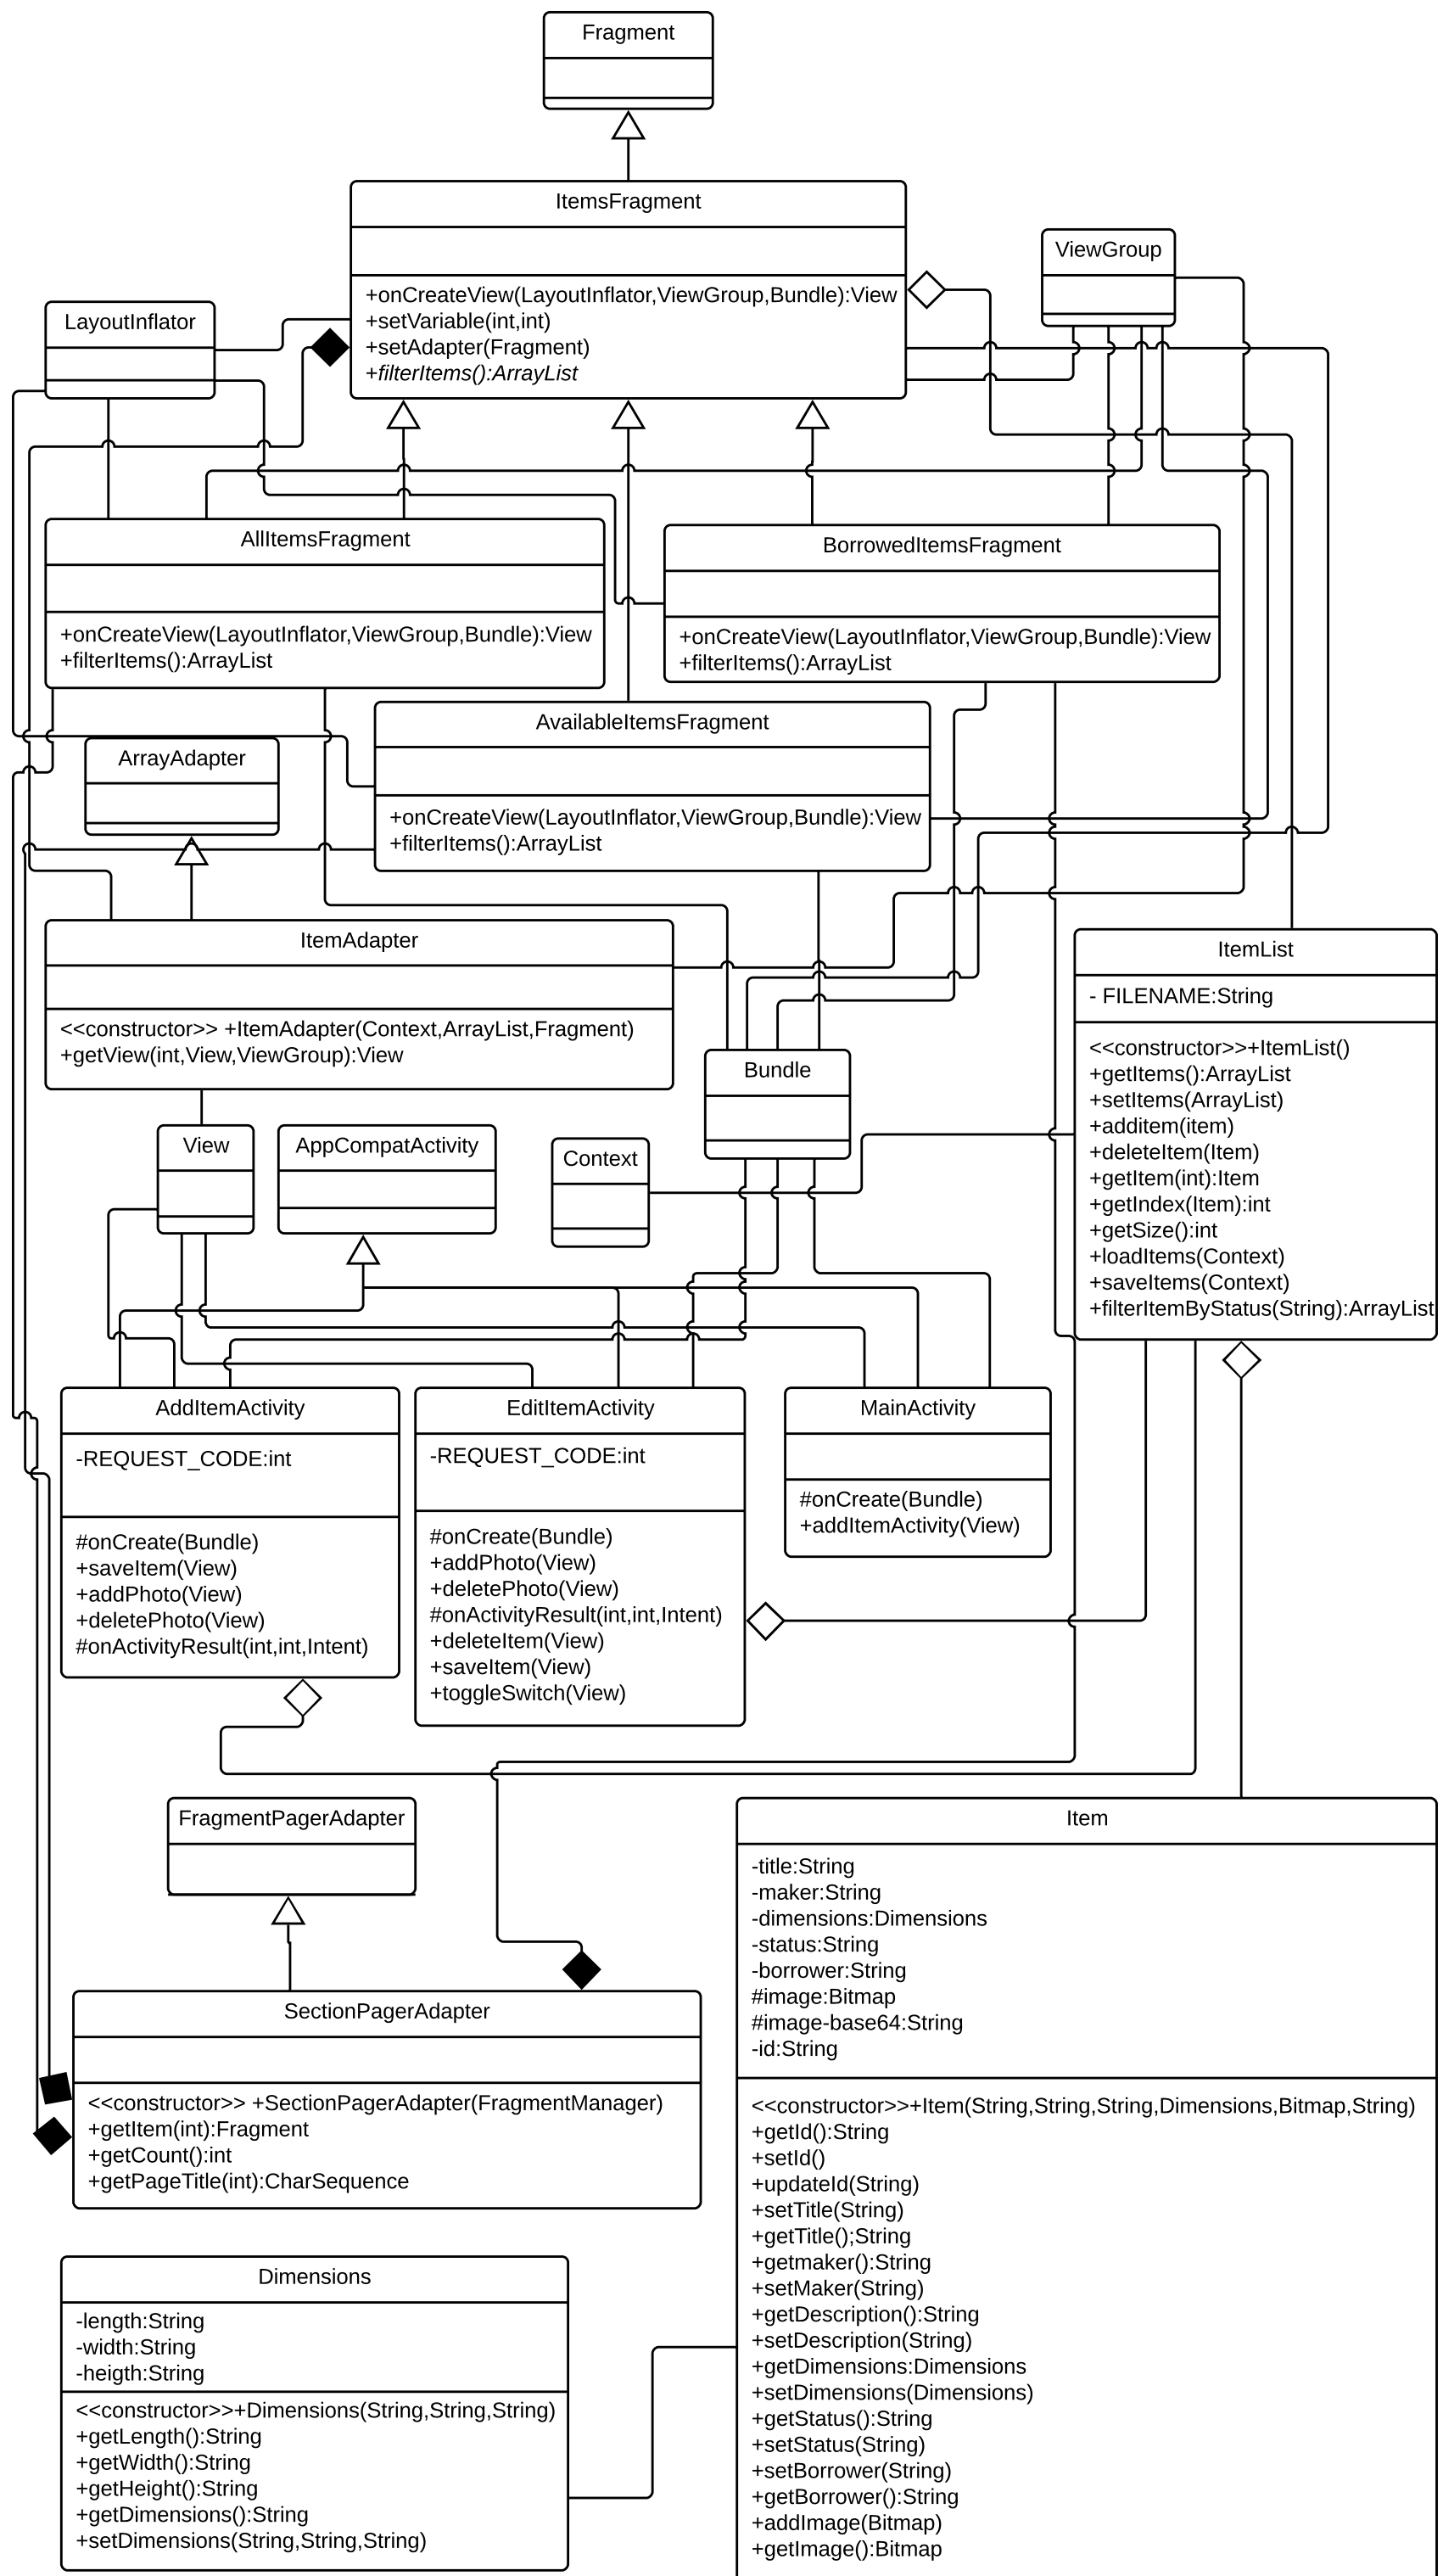 Fragment
ItemsFragment
+onCreateView(LayoutInflator,ViewGroup,Bundle):View
+setVariable(int,int)
+setAdapter(Fragment)
+filterItems():ArrayList
ViewGroup
LayoutInflator
AllItemsFragment
+onCreateView(LayoutInflator,ViewGroup,Bundle):View
+filterItems():ArrayList
BorrowedItemsFragment
+onCreateView(LayoutInflator,ViewGroup,Bundle):View
+filterItems():ArrayList
AvailableItemsFragment
+onCreateView(LayoutInflator,ViewGroup,Bundle):View
+filterItems():ArrayList
ArrayAdapter
ItemAdapter
<<constructor>> +ItemAdapter(Context,ArrayList,Fragment)
+getView(int,View,ViewGroup):View
ItemList
- FILENAME:String
<<constructor>>+ItemList()
+getItems():ArrayList
+setItems(ArrayList)
+additem(item)
+deleteItem(Item)
+getItem(int):Item
+getIndex(Item):int
+getSize():int
+loadItems(Context)
+saveItems(Context)
+filterItemByStatus(String):ArrayList
Bundle
View
AppCompatActivity
Context
AddItemActivity
-REQUEST_CODE:int
#onCreate(Bundle)
+saveItem(View)
+addPhoto(View)
+deletePhoto(View)
#onActivityResult(int,int,Intent)
EditItemActivity
-REQUEST_CODE:int
#onCreate(Bundle)
+addPhoto(View)
+deletePhoto(View)
#onActivityResult(int,int,Intent)
+deleteItem(View)
+saveItem(View)
+toggleSwitch(View)
MainActivity
#onCreate(Bundle)
+addItemActivity(View)
FragmentPagerAdapter
SectionPagerAdapter
<<constructor>> +SectionPagerAdapter(FragmentManager)
+getItem(int):Fragment
+getCount():int
+getPageTitle(int):CharSequence
Item
-title:String
-maker:String
-dimensions:Dimensions
-status:String
-borrower:String
#image:Bitmap
#image-base64:String
-id:String
<<constructor>>+Item(String,String,String,Dimensions,Bitmap,String)
+getId():String
+setId()
+updateId(String)
+setTitle(String)
+getTitle();String
+getmaker():String
+setMaker(String)
+getDescription():String
+setDescription(String)
+getDimensions:Dimensions
+setDimensions(Dimensions)
+getStatus():String
+setStatus(String)
+setBorrower(String)
+getBorrower():String
+addImage(Bitmap)
+getImage():Bitmap
Dimensions
-length:String
-width:String
-heigth:String
<<constructor>>+Dimensions(String,String,String)
+getLength():String
+getWidth():String
+getHeight():String
+getDimensions():String
+setDimensions(String,String,String)